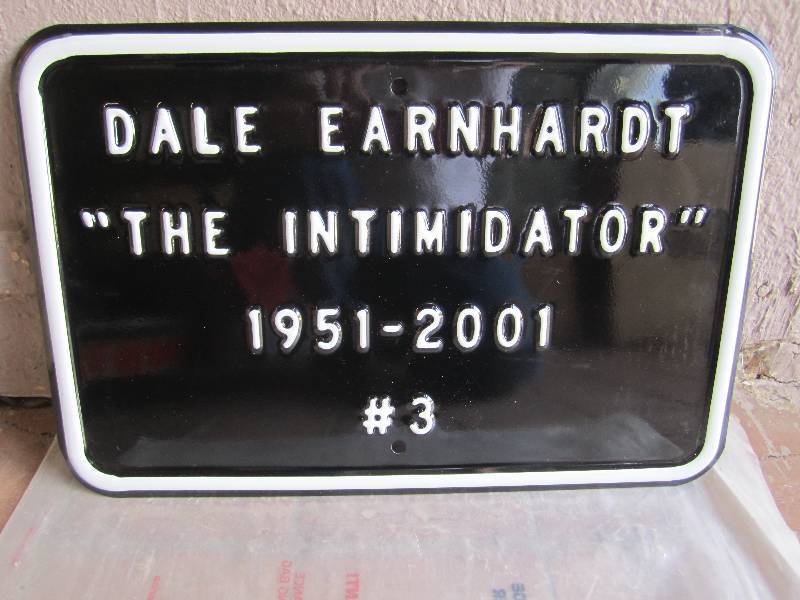 DALE EARNHARDT
"THE INTIMIDATOR"
1951-2001
#3